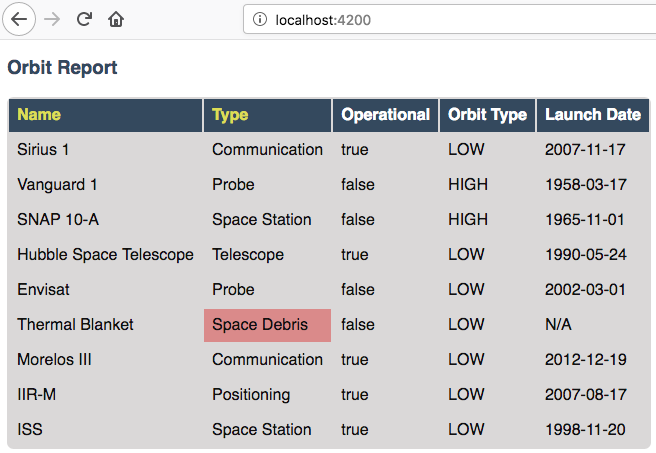 localhost:4200
Orbit Report
Name Type Operational Orbit Type Launch Date
Sirius 1 Communication true LOW 2007-11-17
Vanguard 1 Probe false HIGH 1958-03-17
SNAP 10-A Space Station false HIGH 1965-11-01
Hubble Space Telescope Telescope true LOW 1990-05-24
Envisat Probe false LOW 2002-03-01
Thermal Blanket Space Debris false LOW N/A
Morelos III Communication true LOW 2012-12-19
IIR-M Positioning true LOW 2007-08-17
ISS Space Station true LOW 1998-11-20